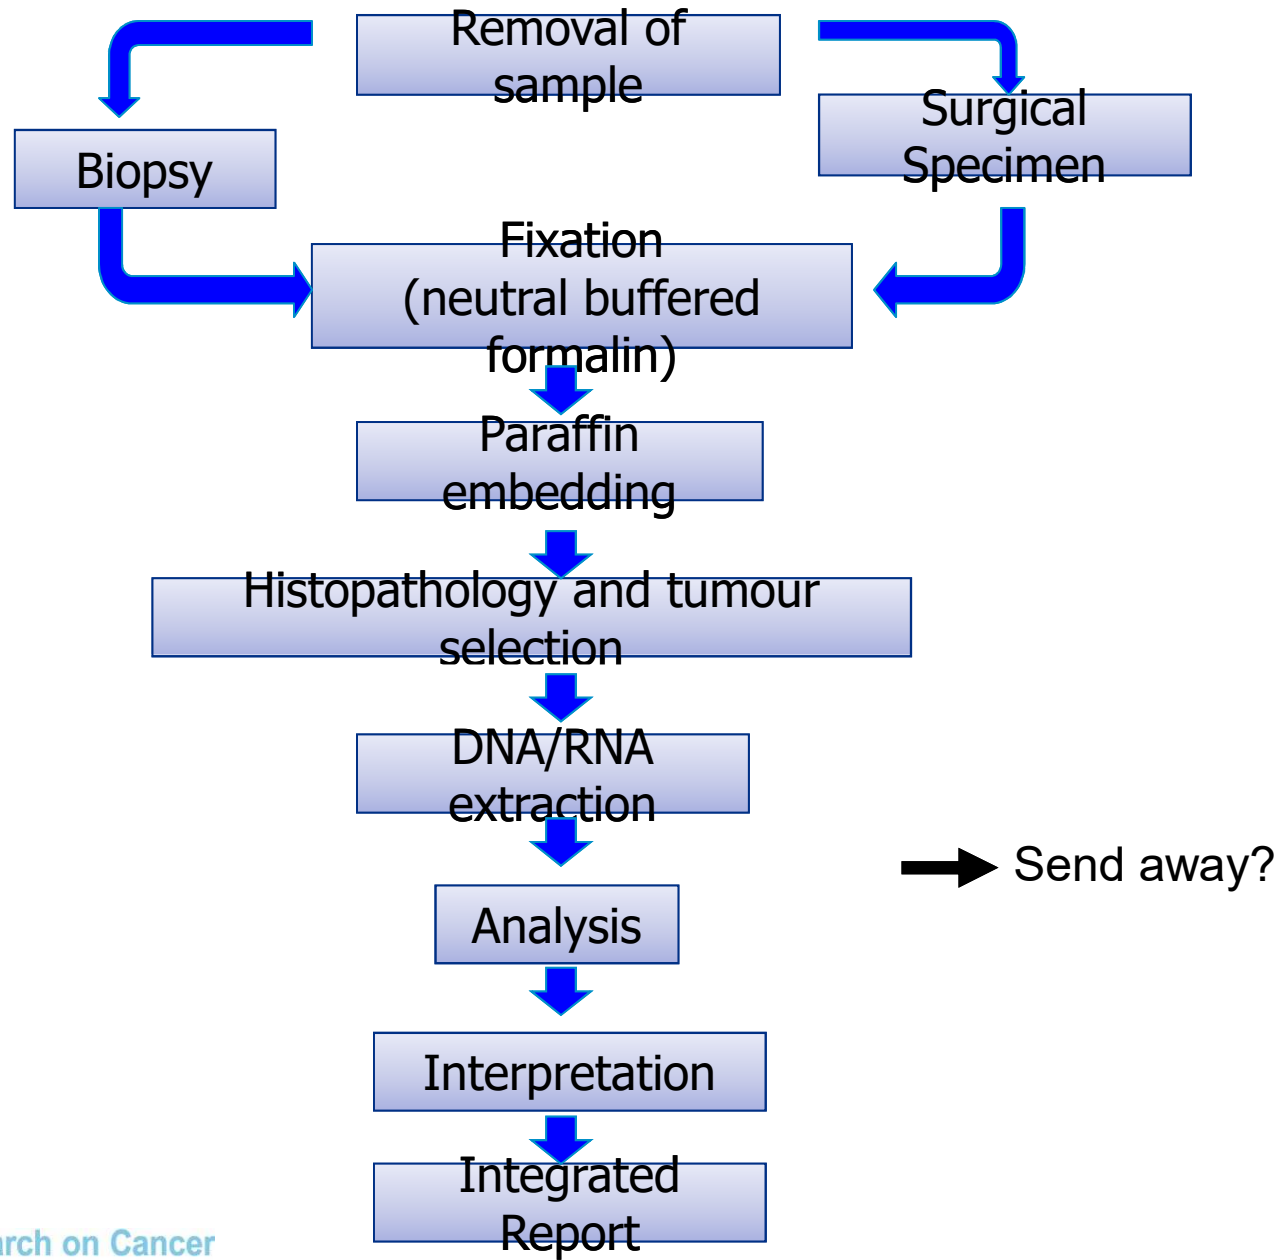 Removal of
sample
Biopsy
Surgical
Specimen
Fixation
(neutral buffered
formalin)
Paraffin
embedding
Histopathology and tumour
selection
DNA/RNA
extraction
Send away?
Analysis
Interpretation
Integrated
Report
on Cancer